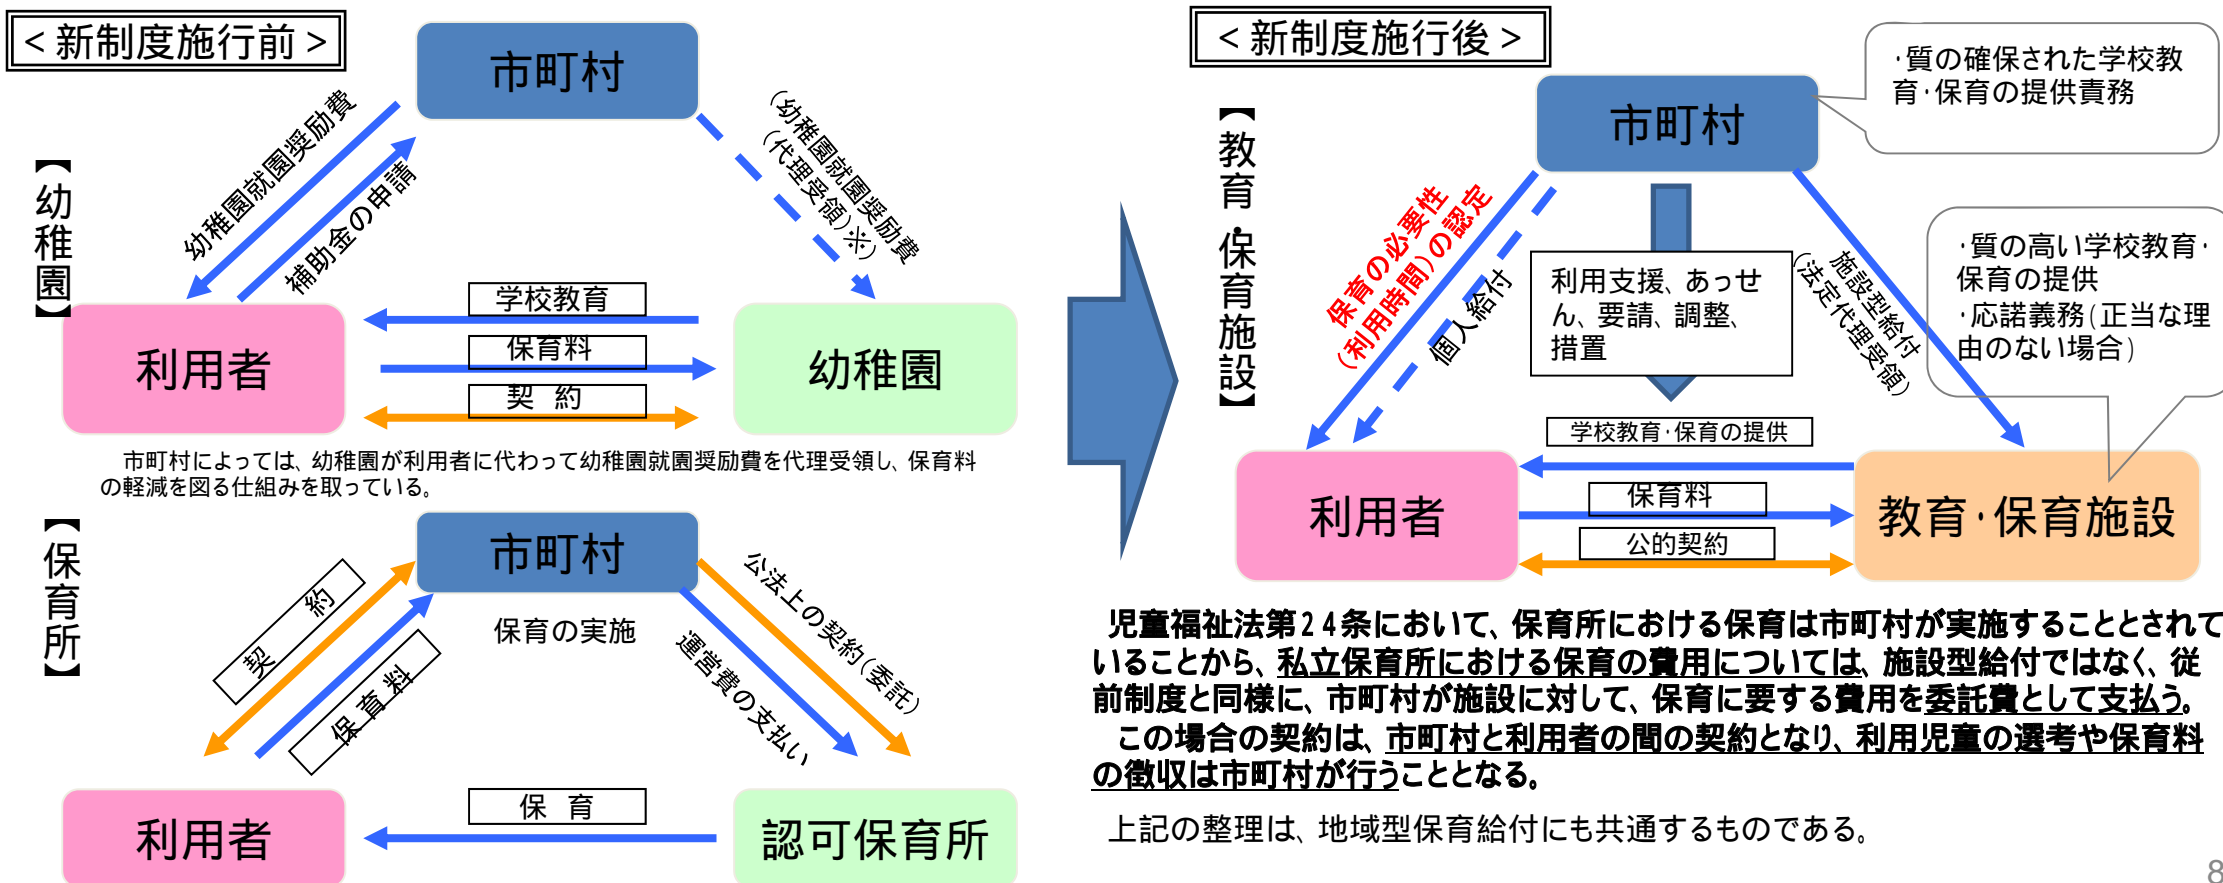 <新制度施行前>
【幼稚園】
市町村
幼稚園就園奨励費
補助金の申請
(幼稚園就園奨励費
(代理受領)※)
学校教育
保育料
契 約
利用者
幼稚園
市町村によっては、幼稚園が利用者に代わって幼稚園就園奨励費を代理受領し、保育料
の軽減を図る仕組みを取っている。
【保育所】
市町村
保育の実施
契 約
保育料
公法上の契約(委託)
運営費の支払い
保 育
利用者
認可保育所
<新制度施行後>
【教育・保育施設】
市町村
・質の確保された学校教
育・保育の提供責務
保育の必要性
(利用時間)の認定
個人給付
利用支援、あっせ
ん、要請、調整、
措置
施設型給付
(法定代理受領)
・質の高い学校教育・
保育の提供
・応諾義務(正当な理
由のない場合)
学校教育・保育の提供
保育料
公的契約
利用者
教育・保育施設
児童福祉法第24条において、保育所における保育は市町村が実施することとされて
いることから、私立保育所における保育の費用については、施設型給付ではなく、従
前制度と同様に、市町村が施設に対して、保育に要する費用を委託費として支払う。
この場合の契約は、市町村と利用者の間の契約となり、利用児童の選考や保育料
の徴収は市町村が行うこととなる。
上記の整理は、地域型保育給付にも共通するものである。
8